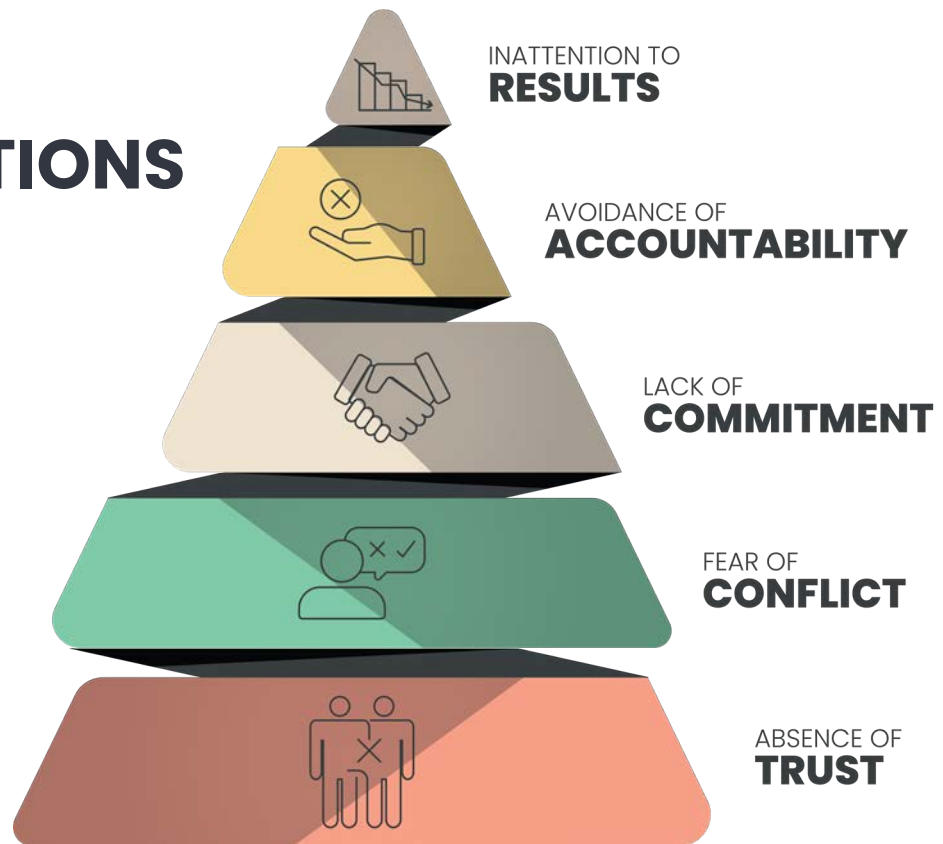 INATTENTION TO
RESULTS
TIONS
AVOIDANCE OF
ACCOUNTABILITY
LACK OF
COMMITMENT
FEAR OF
CONFLICT
ABSENCE OF
TRUST